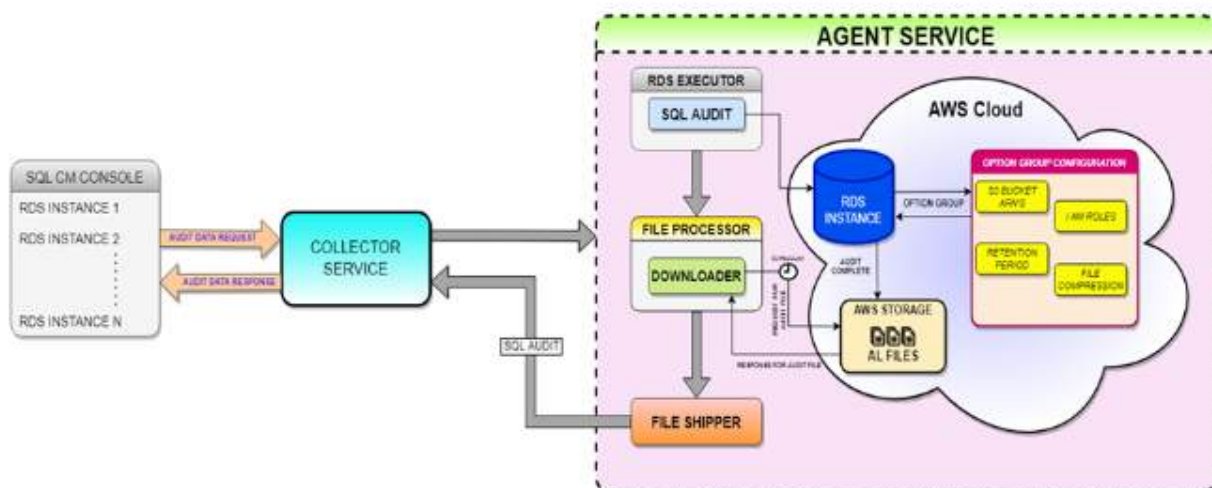 AGENT SERVICE
RDS EXECUTOR
SQL AUDIT
AWS Cloud
OPTION GROUP CONFIGURATION
S3 BUCKET
ARN'S
I AM ROLES
RETENTION
PERIOD
FILE
COMPRESSION
RDS
INSTANCE
OPTION GROUP
SQL CM CONSOLE
RDS INSTANCE 1
RDS INSTANCE 2
RDS INSTANCE N
AUDIT DATA REQUEST
AUDIT DATA RESPONSE
COLLECTOR
SERVICE
FILE PROCESSOR
DOWNLOADER
AUDIT
COMPLETE
AWS STORAGE
AL FILES
RESPONSE FOR AUDIT FILE
SQL AUDIT
FILE SHIPPER